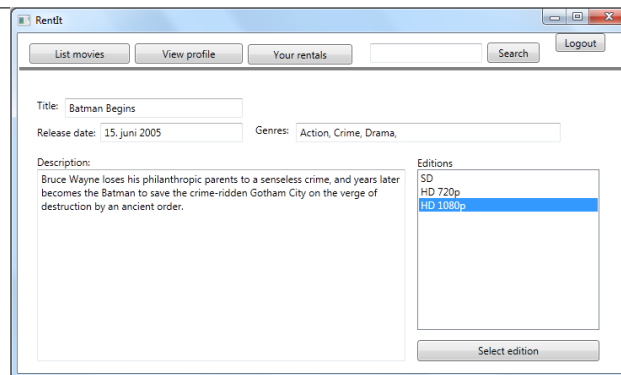 RentIt
List movies View profile Your rentals Search Logout
Title: Batman Begins
Release date: 15. juni 2005 Genres: Action, Crime, Drama,
Description:
Bruce Wayne loses his philanthropic parents to a senseless crime, and years later
becomes the Batman to save the crime-ridden Gotham City on the verge of
destruction by an ancient order.
Editions
SD
HD 720p
HD 1080p
Select edition